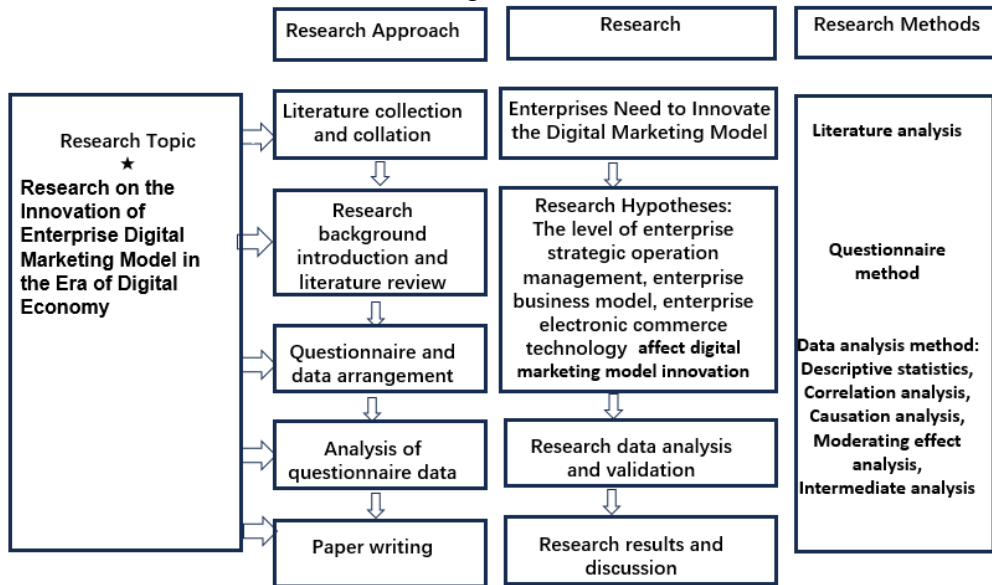 Research Approach
Research
Research Methods
Research Topic
★
Research on the
Innovation of
Enterprise Digital
Marketing Model in
the Era of Digital
Economy
Literature collection
and collation
Research
background
introduction and
literature review
Questionnaire and
data arrangement
Analysis of
questionnaire data
Paper writing
Enterprises Need to Innovate
the Digital Marketing Model
Research Hypotheses:
The level of enterprise
strategic operation
management, enterprise
business model, enterprise
electronic commerce
technology affect digital
marketing model innovation
Research data analysis
and validation
Research results and
discussion
Literature analysis
Questionnaire
method
Data analysis method:
Descriptive statistics,
Correlation analysis,
Causation analysis,
Moderating effect
analysis,
Intermediate analysis